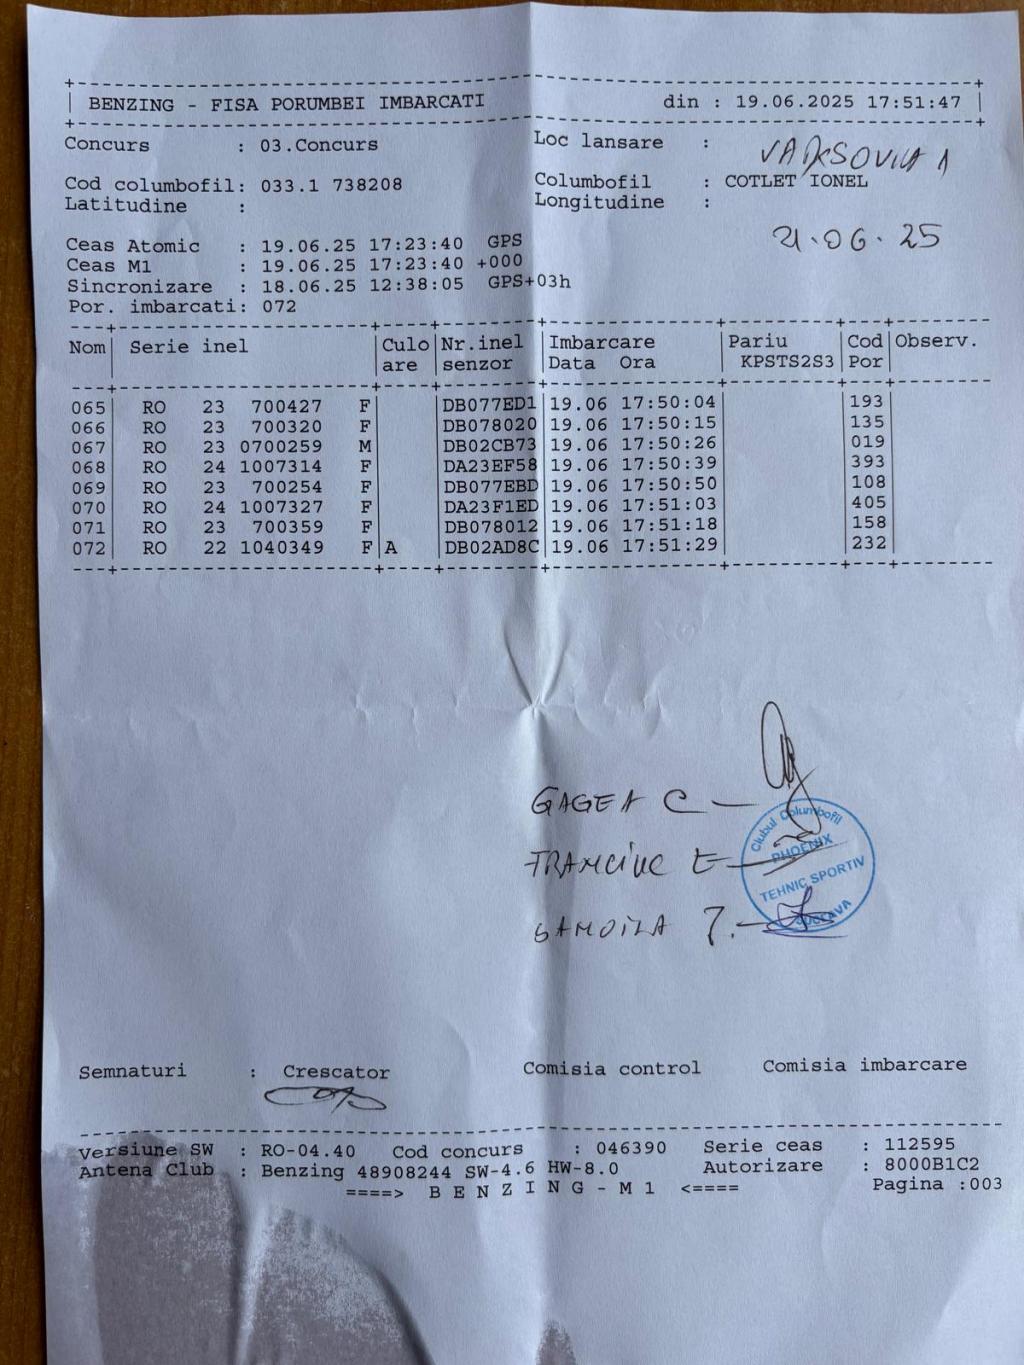 BENZING - FISA PORUMBEI IMBARCATI din : 19.06.2025 17:51:47
Concurs : 03.Concurs Loc lansare :
VARSOVIA 1
Cod columbofil: 033.1 738208 Columbofil : COTLET IONEL
Latitudine : Longitudine :
21.06.25
Ceas Atomic : 19.06.25 17:23:40 GPS
Ceas M1 : 19.06.25 17:23:40 +000
Sincronizare : 18.06.25 12:38:05 GPS+03h
Por. imbarcati: 072
Nom Serie inel Culo Nr.inel Imbarcare Pariu Cod Observ.
are senzor Data Ora KPSTS2S3 Por
065 RO 23 700427 F DB077ED1 19.06 17:50:04 193
066 RO 23 700320 F DB078020 19.06 17:50:15 135
067 RO 23 0700259 M DB02CB73 19.06 17:50:26 019
068 RO 24 1007314 F DA23EF58 19.06 17:50:39 393
069 RO 23 700254 F DB077EBD 19.06 17:50:50 108
070 RO 24 1007327 F DA23F1ED 19.06 17:51:03 405
071 RO 23 700359 F DB078012 19.06 17:51:18 158
072 RO 22 1040349 F A DB02AD8C 19.06 17:51:29 232
GAGEA C -
Clubul Columbofil
PHOENIX
TEHNIC SPORTIV
SUCEAVA
E -
SAMOILA I. -
Semnaturi : Crescator Comisia control Comisia imbarcare
Versiune SW : RO-04.40 Cod concurs : 046390 Serie ceas : 112595
Antena Club : Benzing 48908244 SW-4.6 HW-8.0 Autorizare : 8000B1C2
====> B E N Z I N G - M 1 <==== Pagina :003